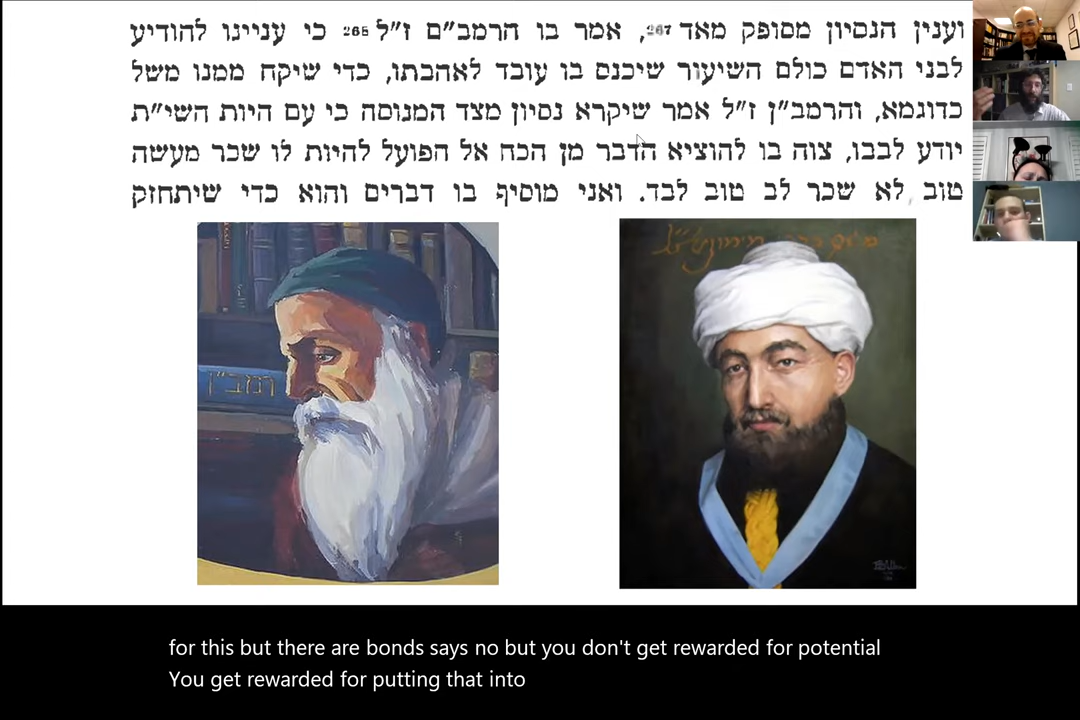 וענין הנסיון מסופק מאד 267, אמר בו הרמב״ם ז״ל 265 כי עניינו להודיע
לבני האדם כולם השיעור שיכנס בו עובד לאהבתו, כדי שיקח ממנו משל
כדוגמא, והרמב״ן ז״ל אמר שיקרא נסיון מצד המנוסה כי עם היות השי״ת
יודע לבבו, צוה בו להוציא הדבר מן הכח אל הפועל להיות לו שכר מעשה
טוב לא שכר לב טוב לבד. ואני מוסיף בו דברים והוא כדי שיתחזק
רמב״ן
for this but there are bonds says no but you don't get rewarded for potential
You get rewarded for putting that into